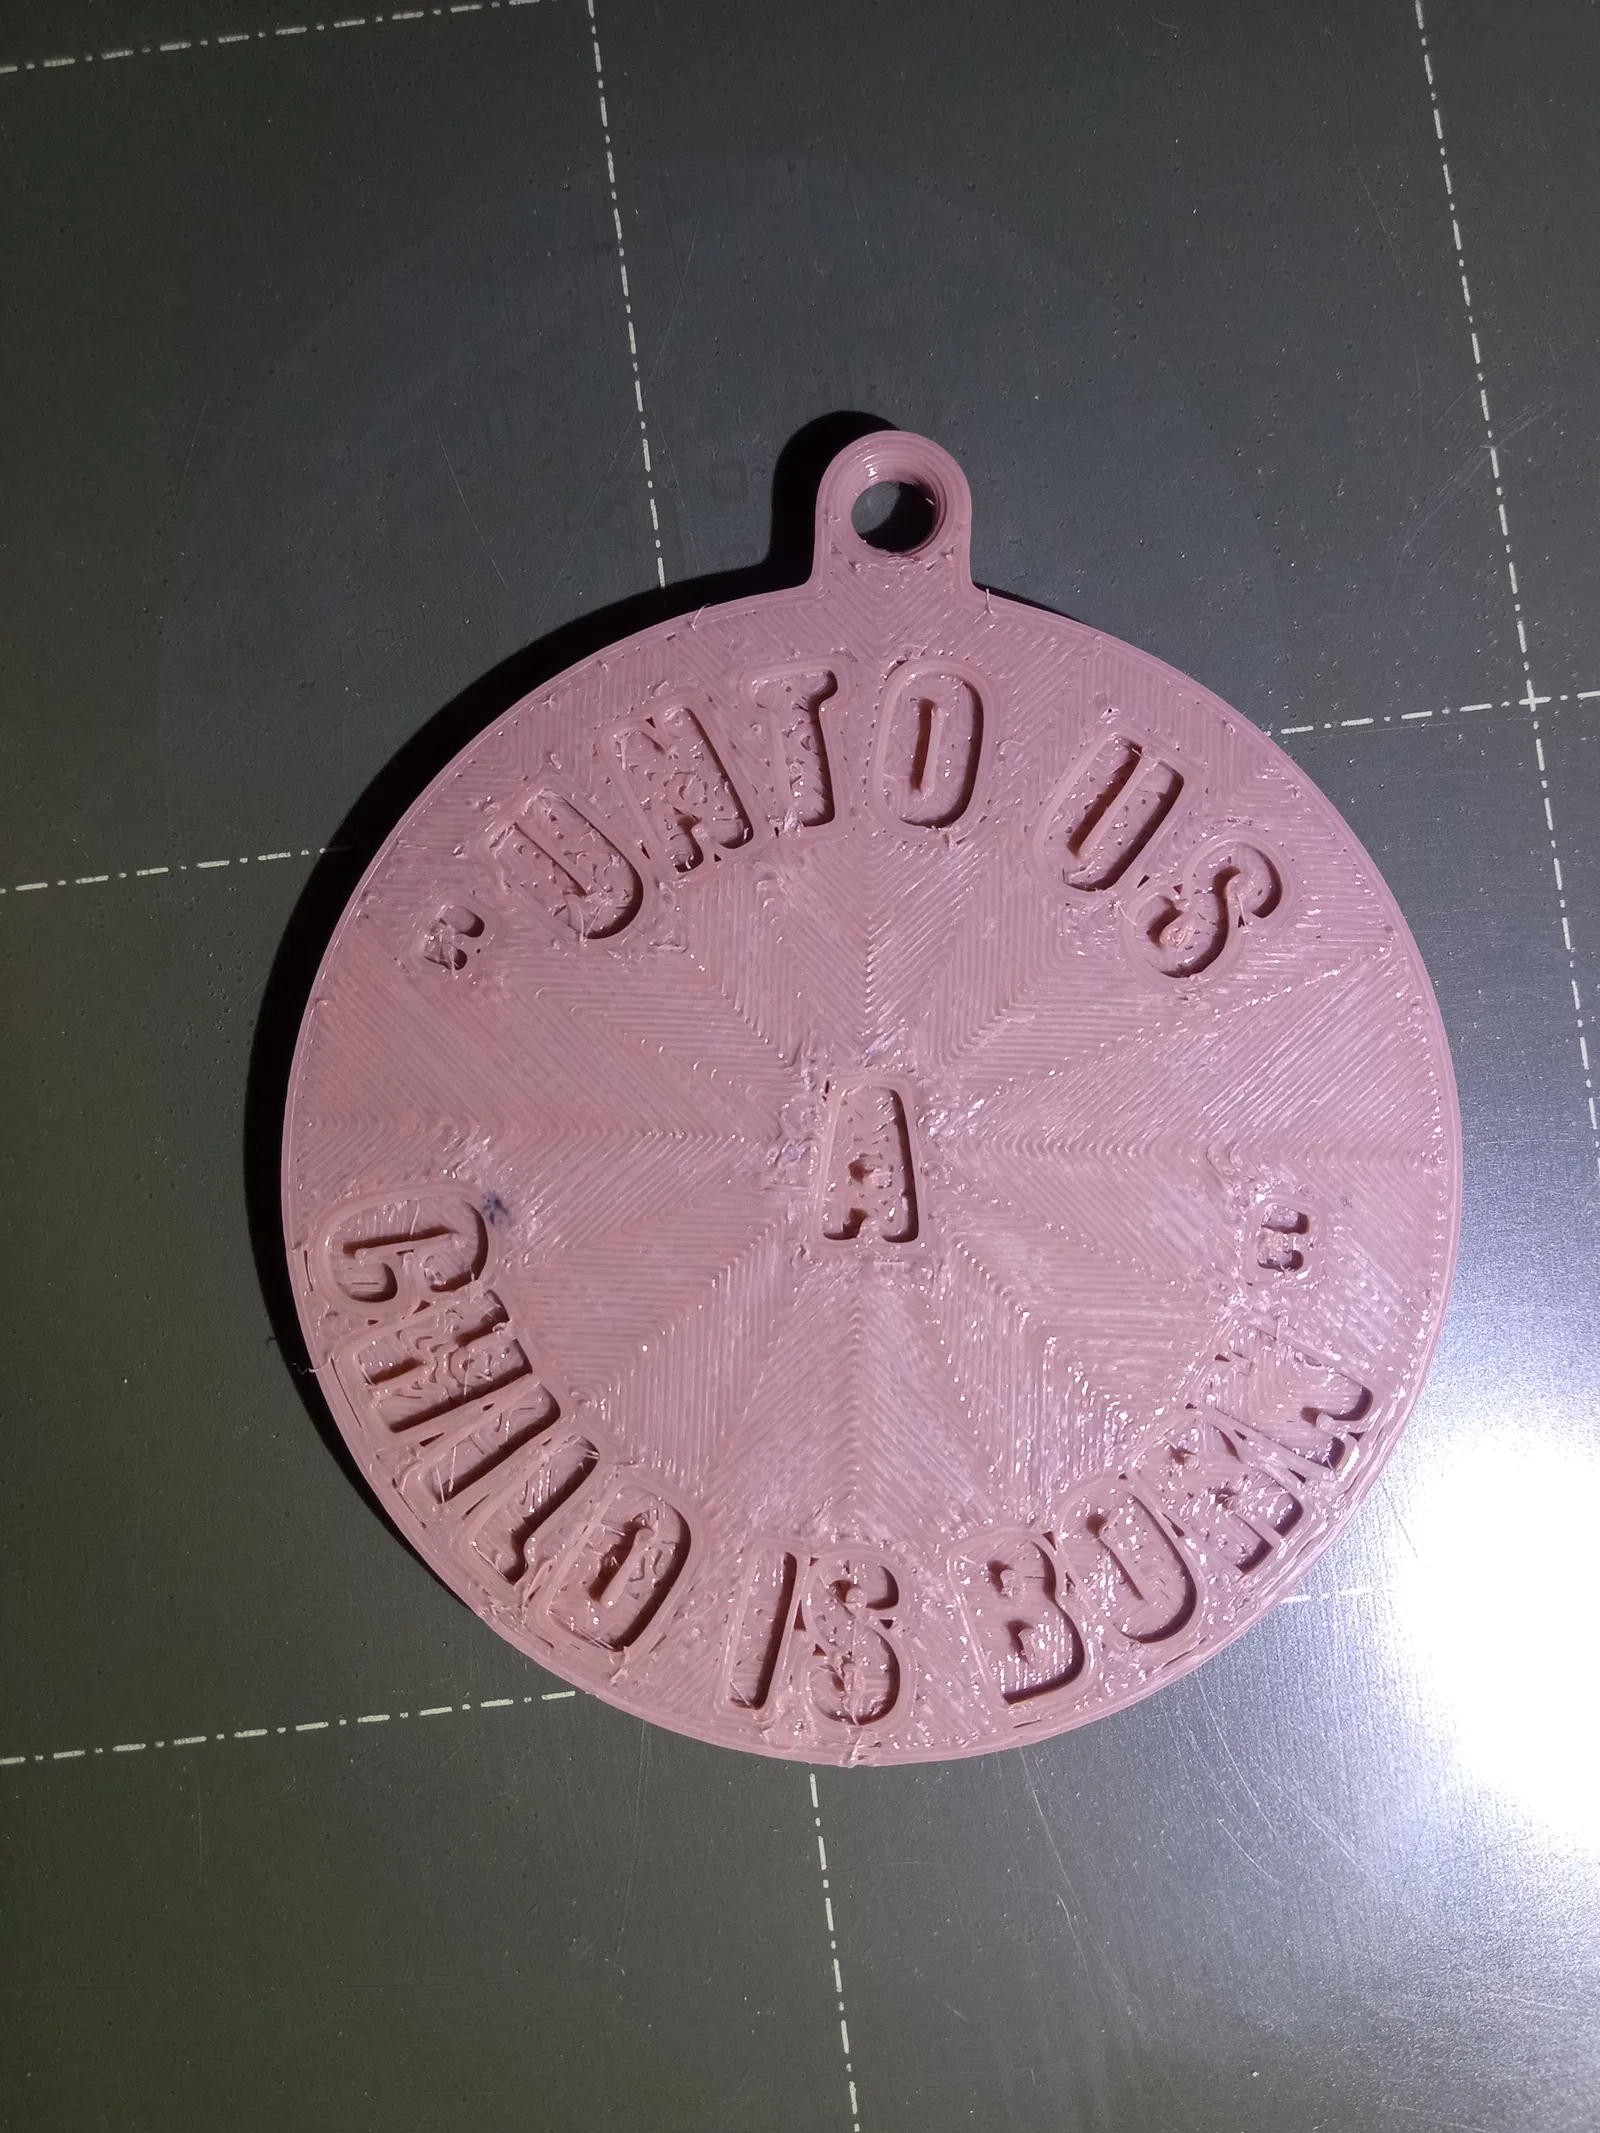 "UNTO US
A
CHILD IS BORN"